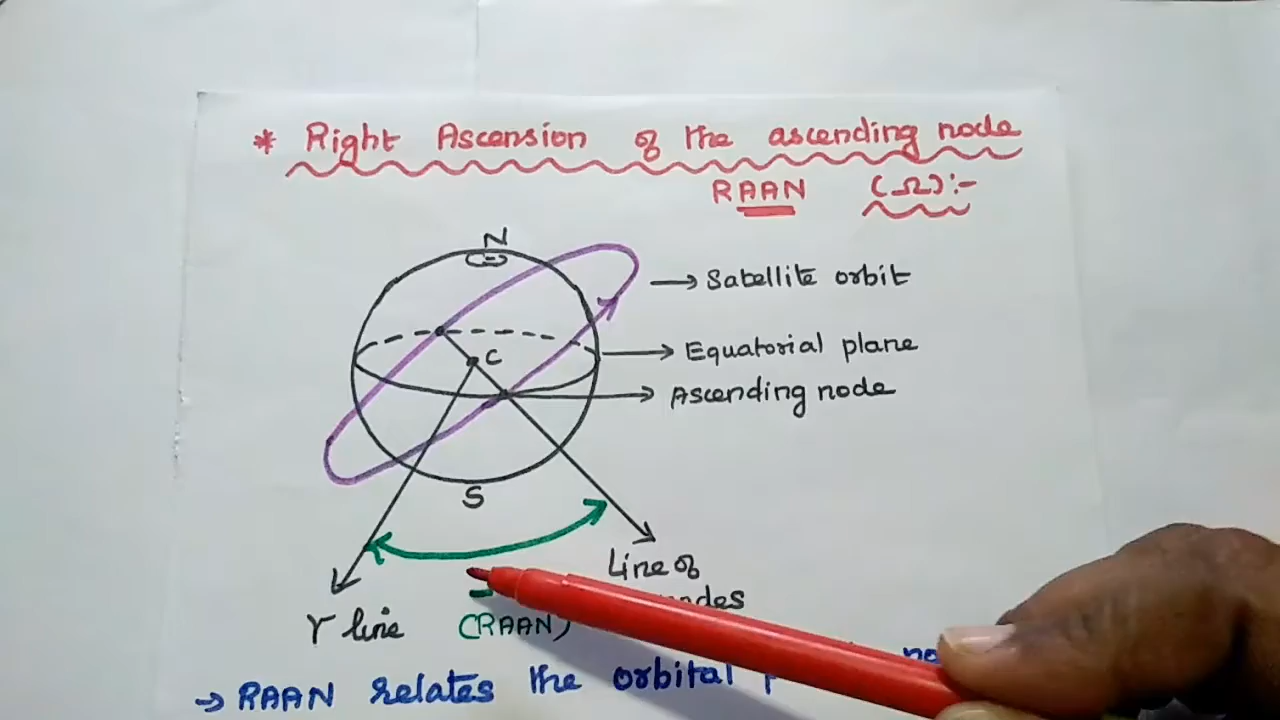 * Right Ascension of the ascending node
RAAN (Ω):-
N
Satellite orbit
C
Equatorial plane
Ascending node
S
Line of
ϒ line
(RAAN)
→ RAAN relates the orbital